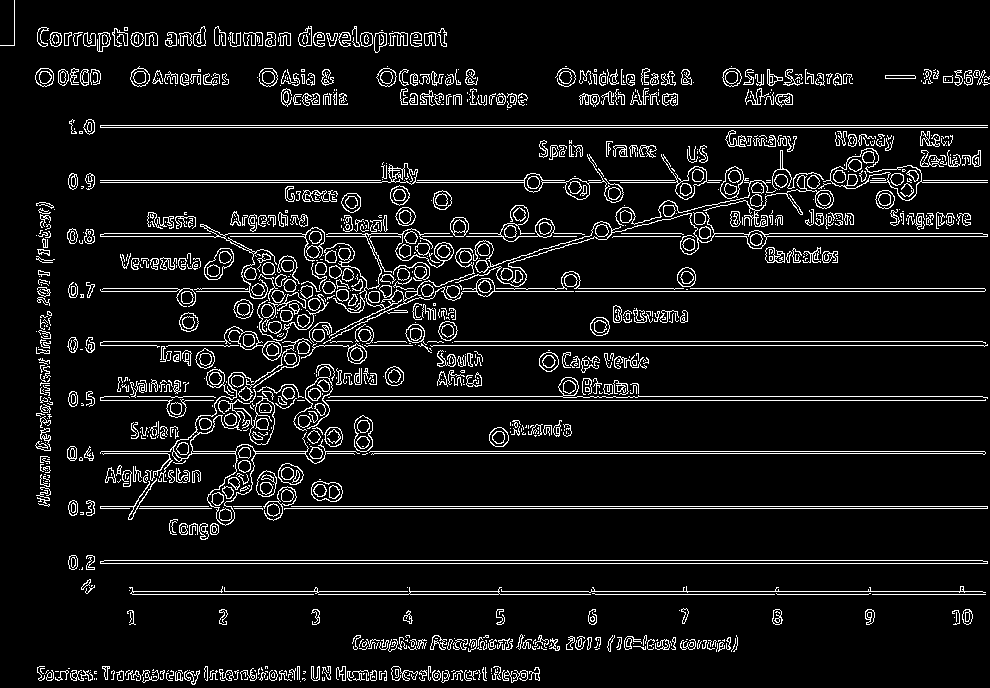 Corruption and human development
OECD
Americas
Asia &
Oceania
Central &
Eastern Europe
Middle East &
north Africa
Sub-Saharan
Africa
R² =56%
1.0
0.9
0.8
0.7
0.6
0.5
0.4
0.3
0.2
Human Development Index, 2011 (1=best)
Spain
France
US
Germany
Norway
New
Zealand
Italy
Greece
Russia
Argentina
Brazil
Britain
Japan
Singapore
Venezuela
Barbados
China
Botswana
Iraq
South
Africa
Cape Verde
Myanmar
India
Bhutan
Sudan
Rwanda
Afghanistan
Congo
1 2 3 4 5 6 7 8 9 10
Corruption Perceptions Index, 2011 (10=least corrupt)
Sources: Transparency International; UN Human Development Report